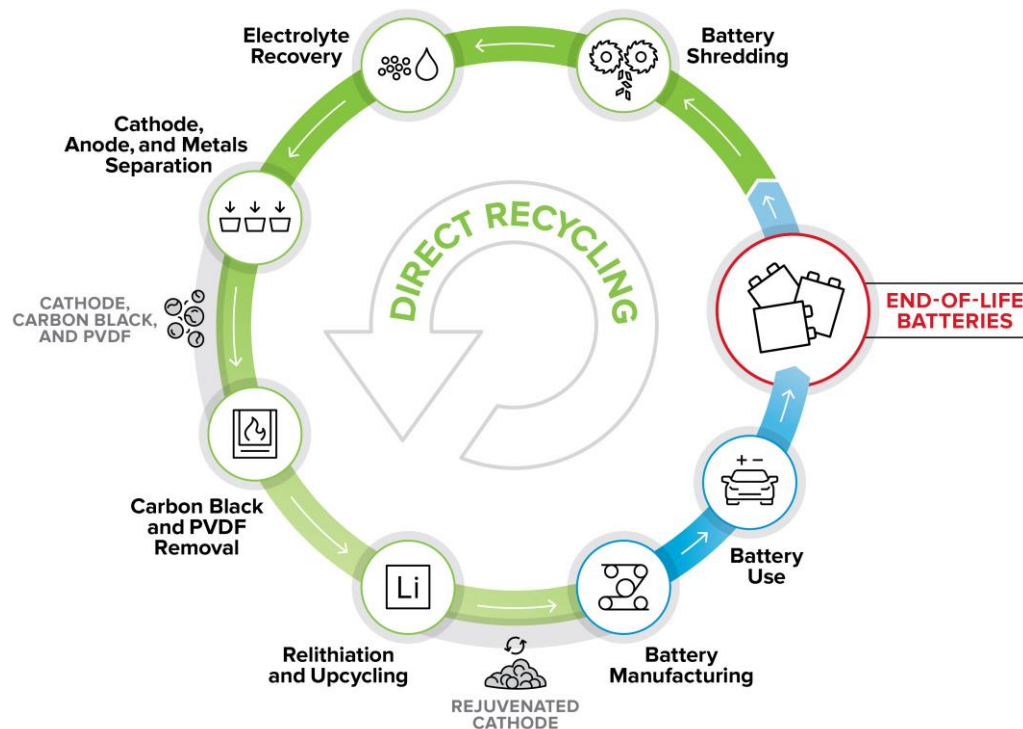 Electrolyte
Recovery
Battery
Shredding
Cathode,
Anode, and Metals
Separation
DIRECT RECYCLING
END-OF-LIFE
BATTERIES
CATHODE,
CARBON BLACK,
AND PVDF
+ −
Carbon Black
and PVDF
Removal
Battery
Use
Li
Relithiation
and Upcycling
Battery
Manufacturing
REJUVENATED
CATHODE